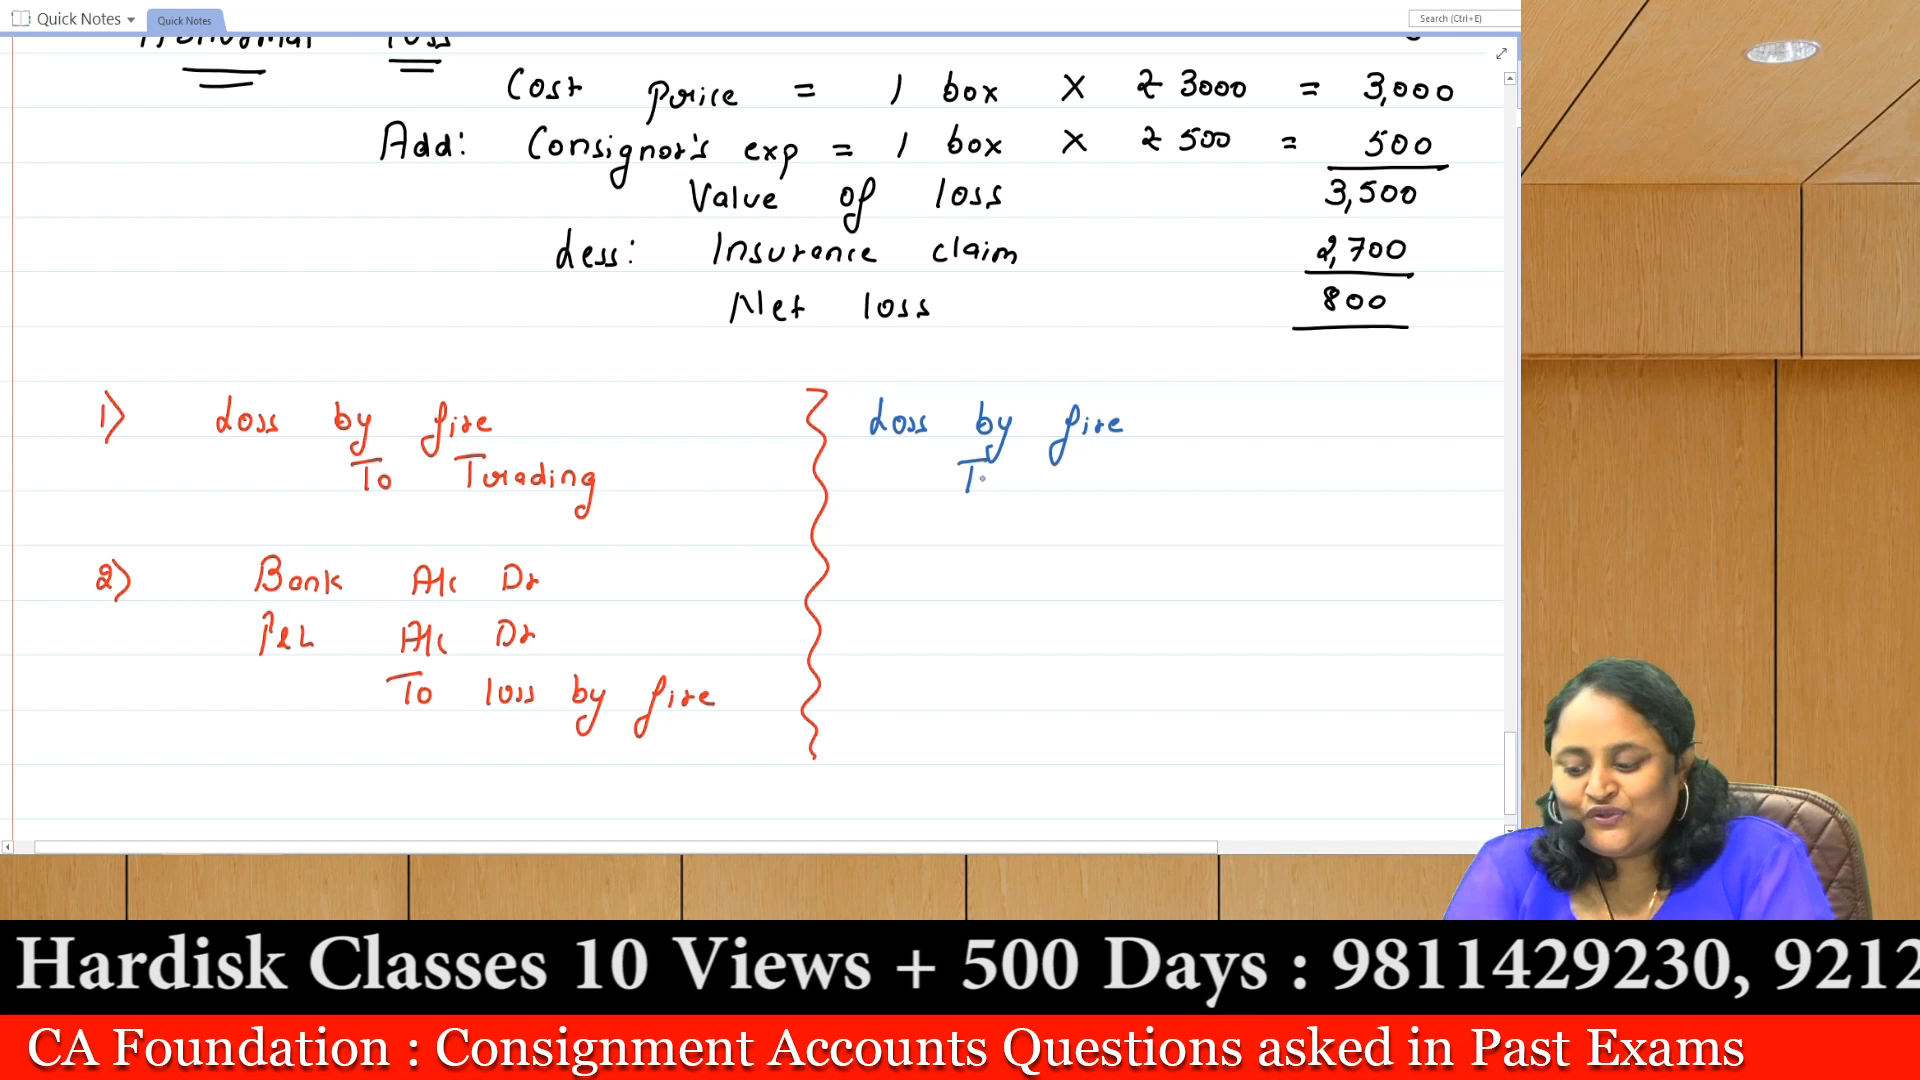 Quick Notes
Quick Notes
Search (Ctrl+E)
Abnormal loss
Cost price = 1 box X ₹ 3000 = 3,000
Add: Consignor's exp = 1 box X ₹ 500 = 500
Value of loss 3,500
Less: Insurance claim 2,700
Net loss 800
1) Loss by fire
To Trading
2) Bank A/c Dr
P&L A/c Dr
To loss by fire
Loss by fire
T
Hardisk Classes 10 Views + 500 Days : 9811429230, 9212
CA Foundation : Consignment Accounts Questions asked in Past Exams